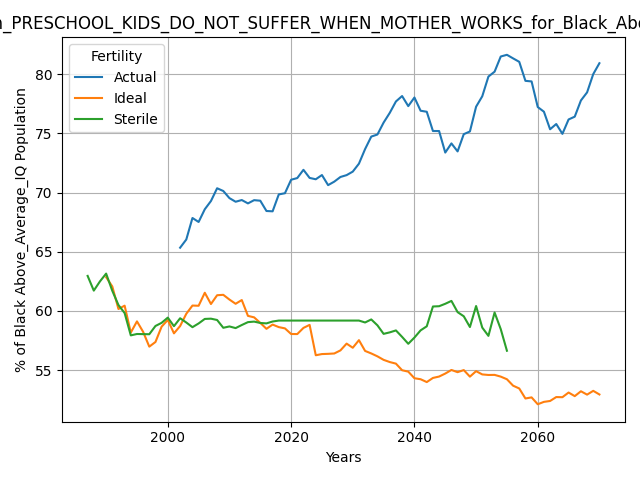 n_PRESCHOOL_KIDS_DO_NOT_SUFFER_WHEN_MOTHER_WORKS_for_Black_Abo
Fertility
Actual
Ideal
Sterile
80
75
70
65
60
55
% of Black Above_Average_IQ Population
2000
2020
2040
2060
Years